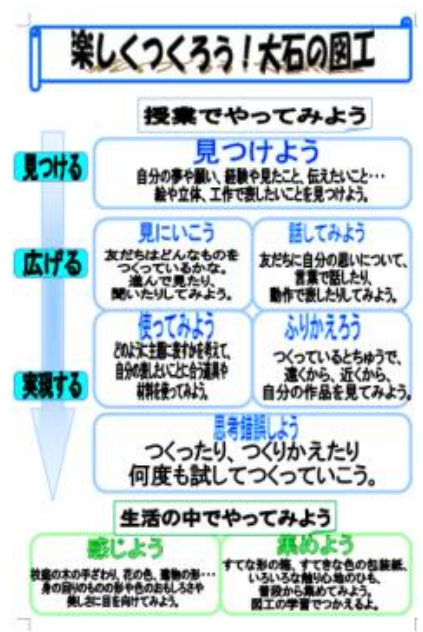 楽しくつくろう！大石の図工
授業でやってみよう
見つける
見つけよう
自分の夢や願い、経験や見たこと、伝えたいこと…
絵や立体、工作で表したいことを見つけよう。
広げる
見にいこう
友だちはどんなものを
つくっているかな。
進んで見たり、
聞いたりしてみよう。
話してみよう
友だちに自分の思いについて、
言葉で話したり、
動作で表したりしてみよう。
実現する
使ってみよう
どのように主題に表すかを考えて、
自分の表したいことに合う道具や
材料を使ってみよう。
ふりかえろう
つくっているとちゅうで、
遠くから、近くから、
自分の作品を見てみよう。
思考錯誤しよう
つくったり、つくりかえたり
何度も試してつくっていこう。
生活の中でやってみよう
感じよう
校庭の木の手ざわり、花の色、建物の形…
身の回りのものの形や色のおもしろさや
美しさに目を向けてみよう。
集めよう
すてな形の箱、すてきな色の包装紙、
いろいろな触り心地のひも、
普段から集めてみよう。
図工の学習でつかえるよ。